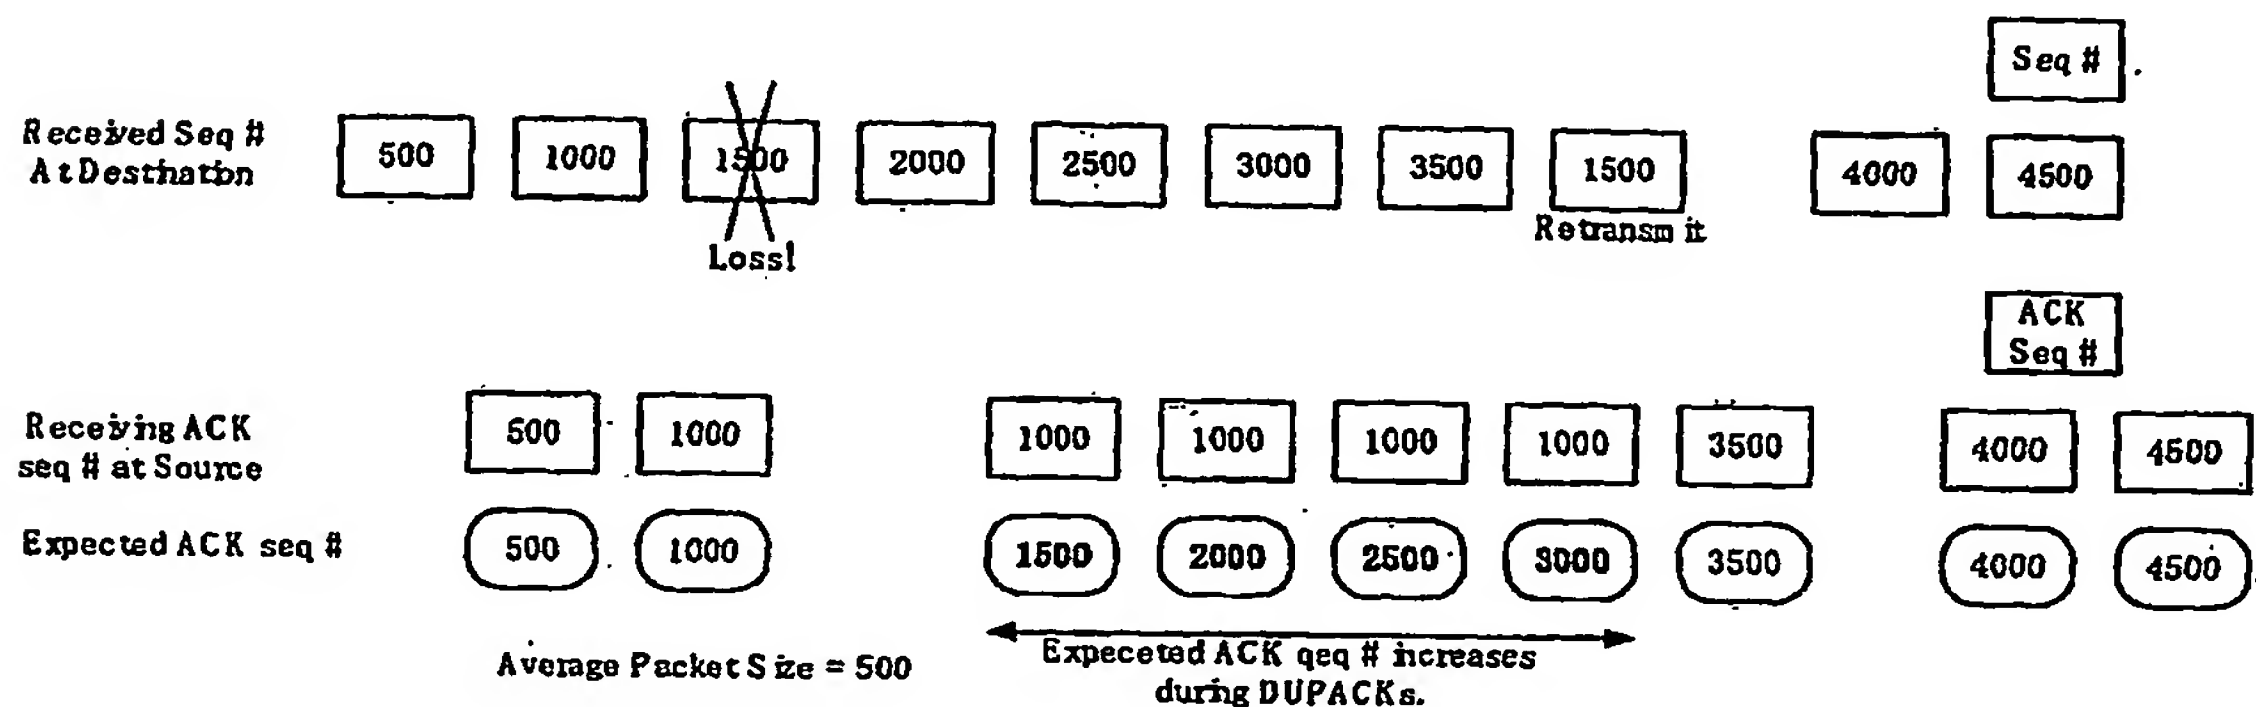 Seq #
Received Seq #
At Destination
500 1000 1500 2000 2500 3000 3500 1500 4000 4500
Retransmit
Loss!
ACK
Seq #
Receiving ACK
seq # at Source
500 1000 1000 1000 1000 1000 3500 4000 4500
Expected ACK seq #
500 1000 1500 2000 2500 3000 3500 4000 4500
Average Packet Size = 500
Expeceted ACK qeq # increases
during DUPACKs.